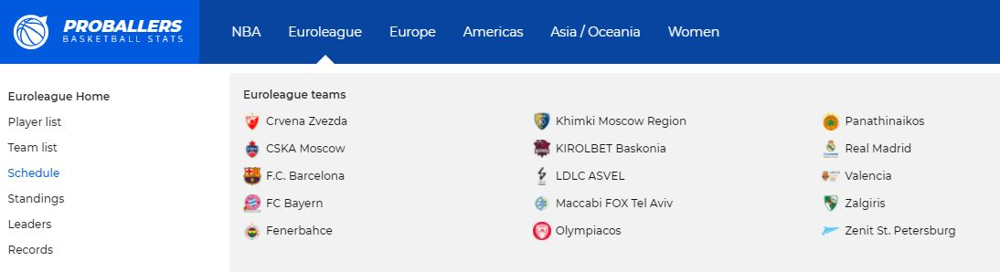 PROBALLERS
BASKETBALL STATS
NBA Euroleague Europe Americas Asia / Oceania Women
Euroleague Home
Player list
Team list
Schedule
Standings
Leaders
Records
Euroleague teams
Crvena Zvezda
CSKA Moscow
F.C. Barcelona
FC Bayern
Fenerbahce
Khimki Moscow Region
KIROLBET Baskonia
LDLC ASVEL
Maccabi FOX Tel Aviv
Olympiacos
Panathinaikos
Real Madrid
Valencia
Zalgiris
Zenit St. Petersburg